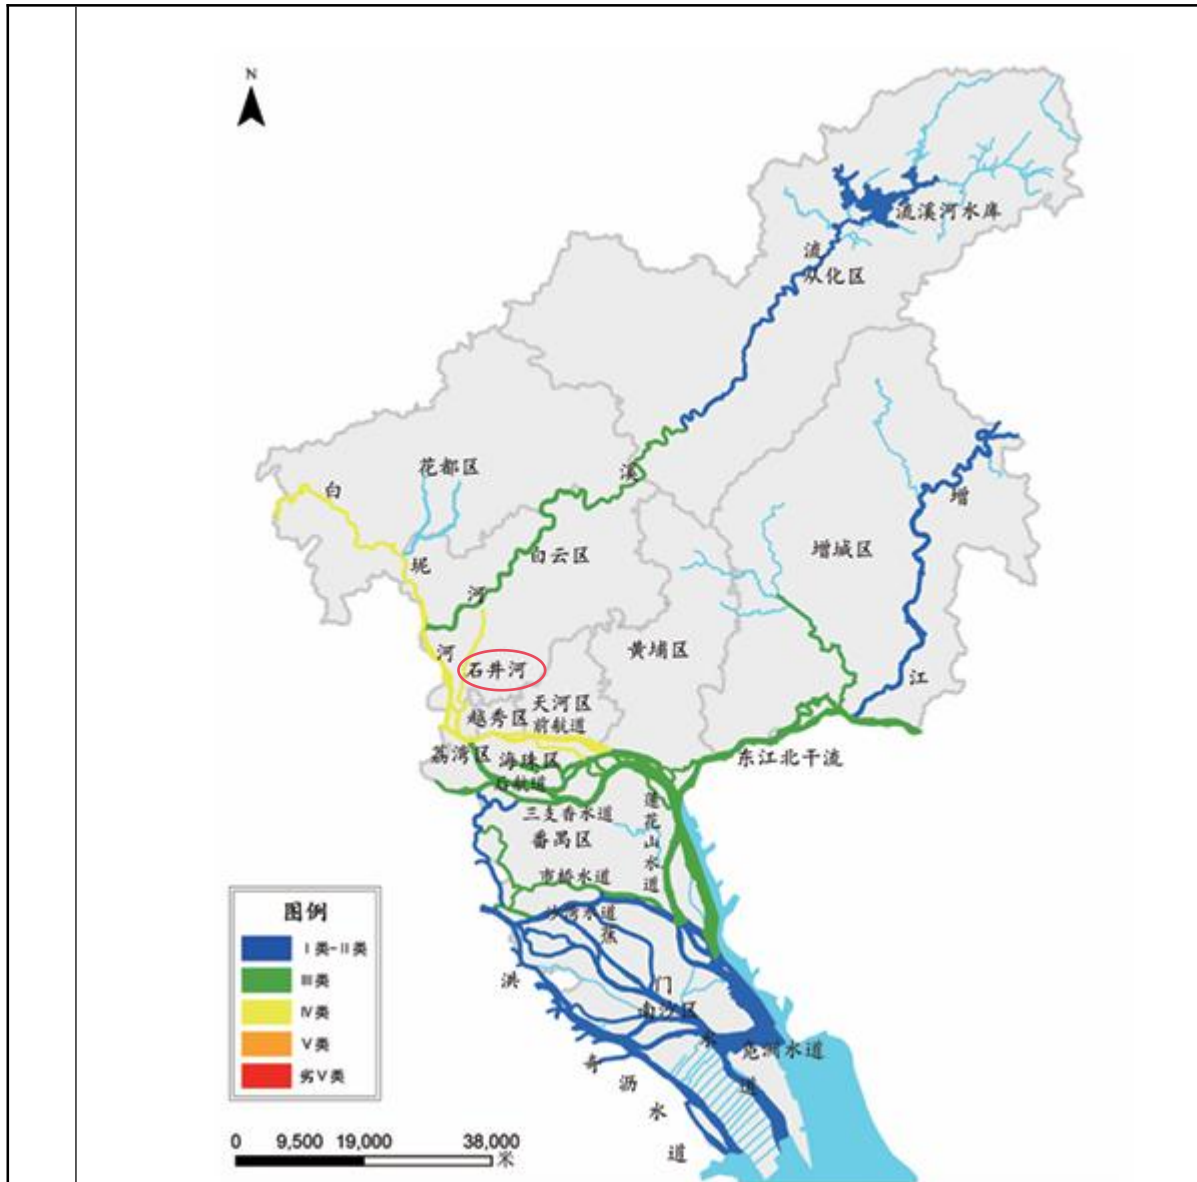 N
流溪河水库
流
从化区
花都区
溪
白
增
坭
白云区
增城区
河
河
石井河
黄埔区
江
天河区
越秀区
前航道
荔湾区
海珠区
后航道
东江北干流
三支香水道
莲花山水道
番禺区
市桥水道
沙湾水道
蕉
洪
门
南沙区
水
虎门水道
奇
沥
道
水
道
图例
I类-II类
III类
IV类
V类
劣V类
0 9,500 19,000 38,000
米